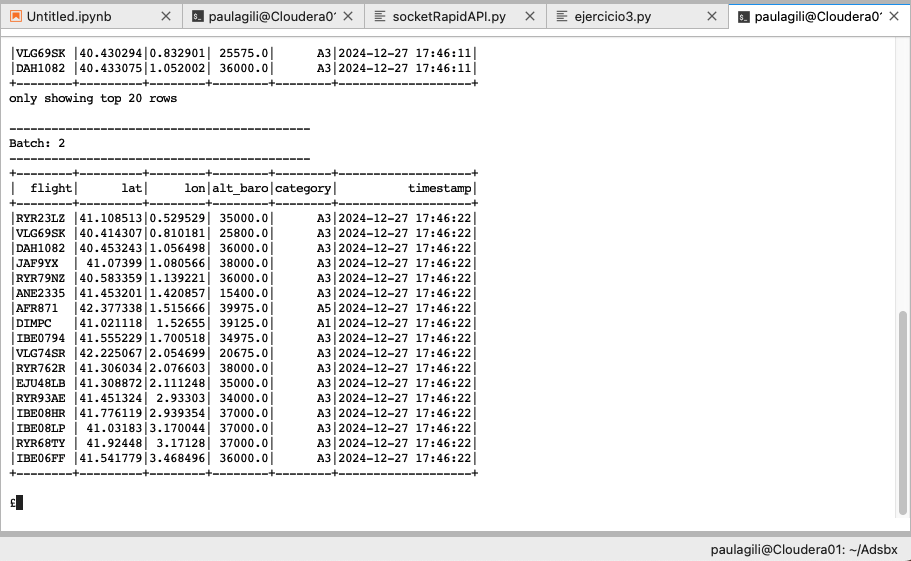 Untitled.ipynb
paulagili@Cloudera01
socketRapidAPI.py
ejercicio3.py
paulagili@Cloudera01
|VLG69SK |40.430294|0.832901| 25575.0|       A3|2024-12-27 17:46:11|
|DAH1082 |40.433075|1.052002| 36000.0|       A3|2024-12-27 17:46:11|
+--------+---------+--------+--------+--------+-------------------+
only showing top 20 rows
-------------------------------------------
Batch: 2
-------------------------------------------
+--------+---------+--------+--------+--------+-------------------+
|  flight|      lat|     lon|alt_baro|category|          timestamp|
+--------+---------+--------+--------+--------+-------------------+
|RYR23LZ |41.108513|0.529529| 35000.0|      A3|2024-12-27 17:46:22|
|VLG69SK |40.414307|0.810181| 25800.0|      A3|2024-12-27 17:46:22|
|DAH1082 |40.453243|1.056498| 36000.0|      A3|2024-12-27 17:46:22|
|JAF9YX  | 41.07399|1.080566| 38000.0|      A3|2024-12-27 17:46:22|
|RYR79NZ |40.583359|1.139221| 36000.0|      A3|2024-12-27 17:46:22|
|ANE2335 |41.453201|1.420857| 15400.0|      A3|2024-12-27 17:46:22|
|AFR871  |42.377338|1.515666| 39975.0|      A5|2024-12-27 17:46:22|
|DIMPC   |41.021118| 1.52655| 39125.0|      A1|2024-12-27 17:46:22|
|IBE0794 |41.555229|1.700518| 34975.0|      A3|2024-12-27 17:46:22|
|VLG74SR |42.225067|2.054699| 20675.0|      A3|2024-12-27 17:46:22|
|RYR762R |41.306034|2.076603| 38000.0|      A3|2024-12-27 17:46:22|
|EJU48LB |41.308872|2.111248| 35000.0|      A3|2024-12-27 17:46:22|
|RYR93AE |41.451324| 2.93303| 34000.0|      A3|2024-12-27 17:46:22|
|IBE08HR |41.776119|2.939354| 37000.0|      A3|2024-12-27 17:46:22|
|IBE08LP | 41.03183|3.170044| 37000.0|      A3|2024-12-27 17:46:22|
|RYR68TY | 41.92448| 3.17128| 37000.0|      A3|2024-12-27 17:46:22|
|IBE06FF |41.541779|3.468496| 36000.0|      A3|2024-12-27 17:46:22|
+--------+---------+--------+--------+--------+-------------------+
£
paulagili@Cloudera01: ~/Adsbx